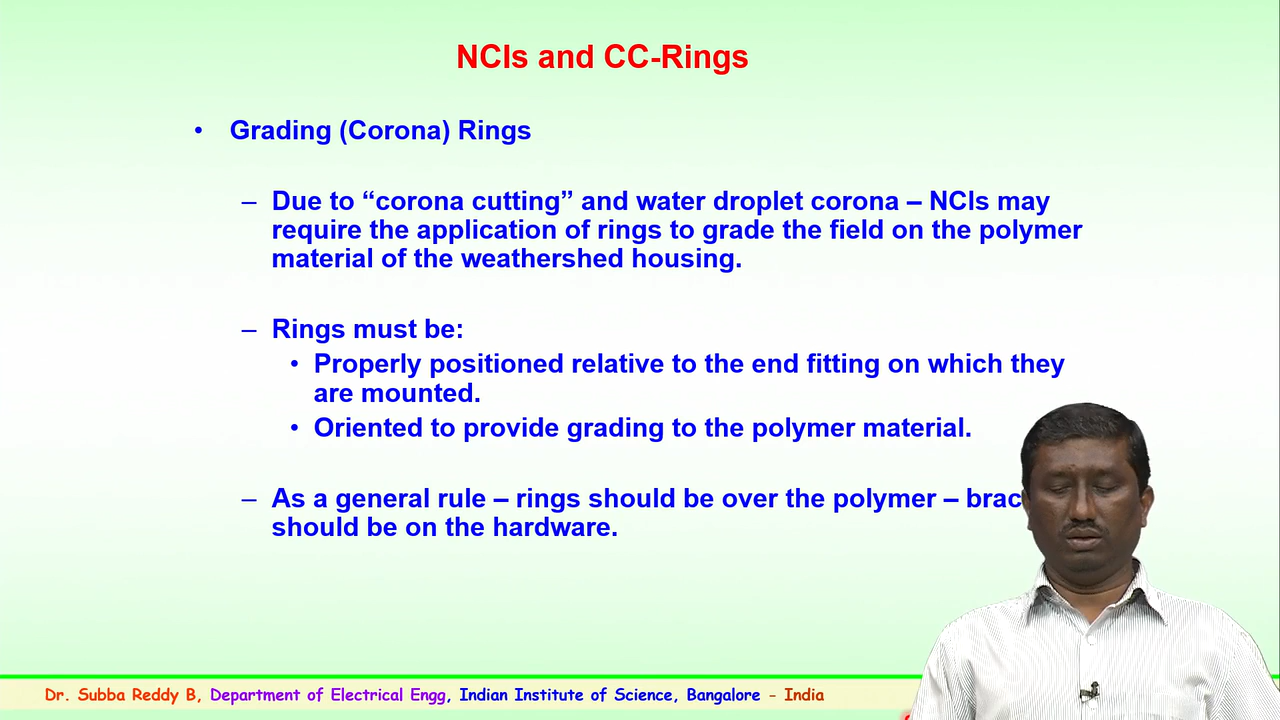 NCIs and CC-Rings
• Grading (Corona) Rings
– Due to “corona cutting” and water droplet corona – NCIs may
require the application of rings to grade the field on the polymer
material of the weathershed housing.
– Rings must be:
• Properly positioned relative to the end fitting on which they
are mounted.
• Oriented to provide grading to the polymer material.
– As a general rule – rings should be over the polymer –
should be on the hardware.
Dr. Subba Reddy B, Department of Electrical Engg, Indian Institute of Science, Bangalore - India